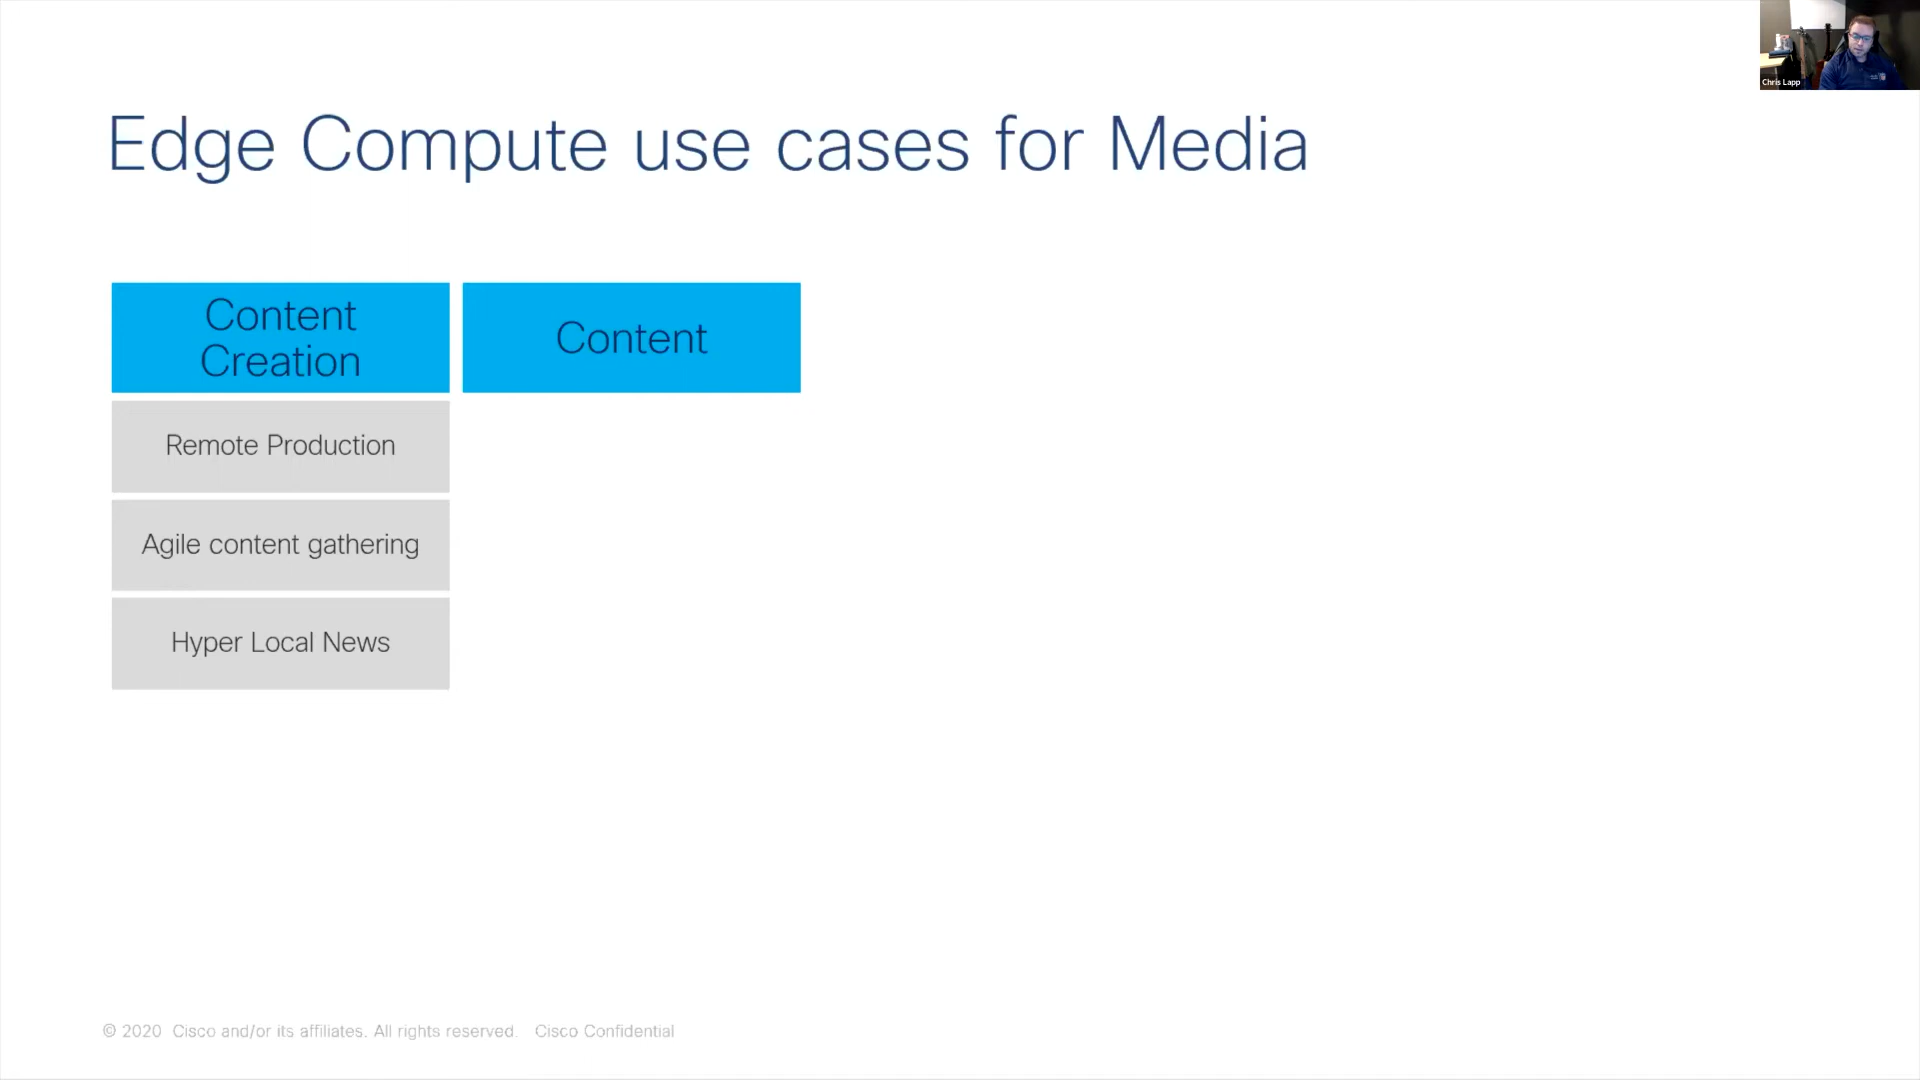 Chris Lapp
Edge Compute use cases for Media
Content
Creation
Content
Remote Production
Agile content gathering
Hyper Local News
© 2020 Cisco and/or its affiliates. All rights reserved. Cisco Confidential